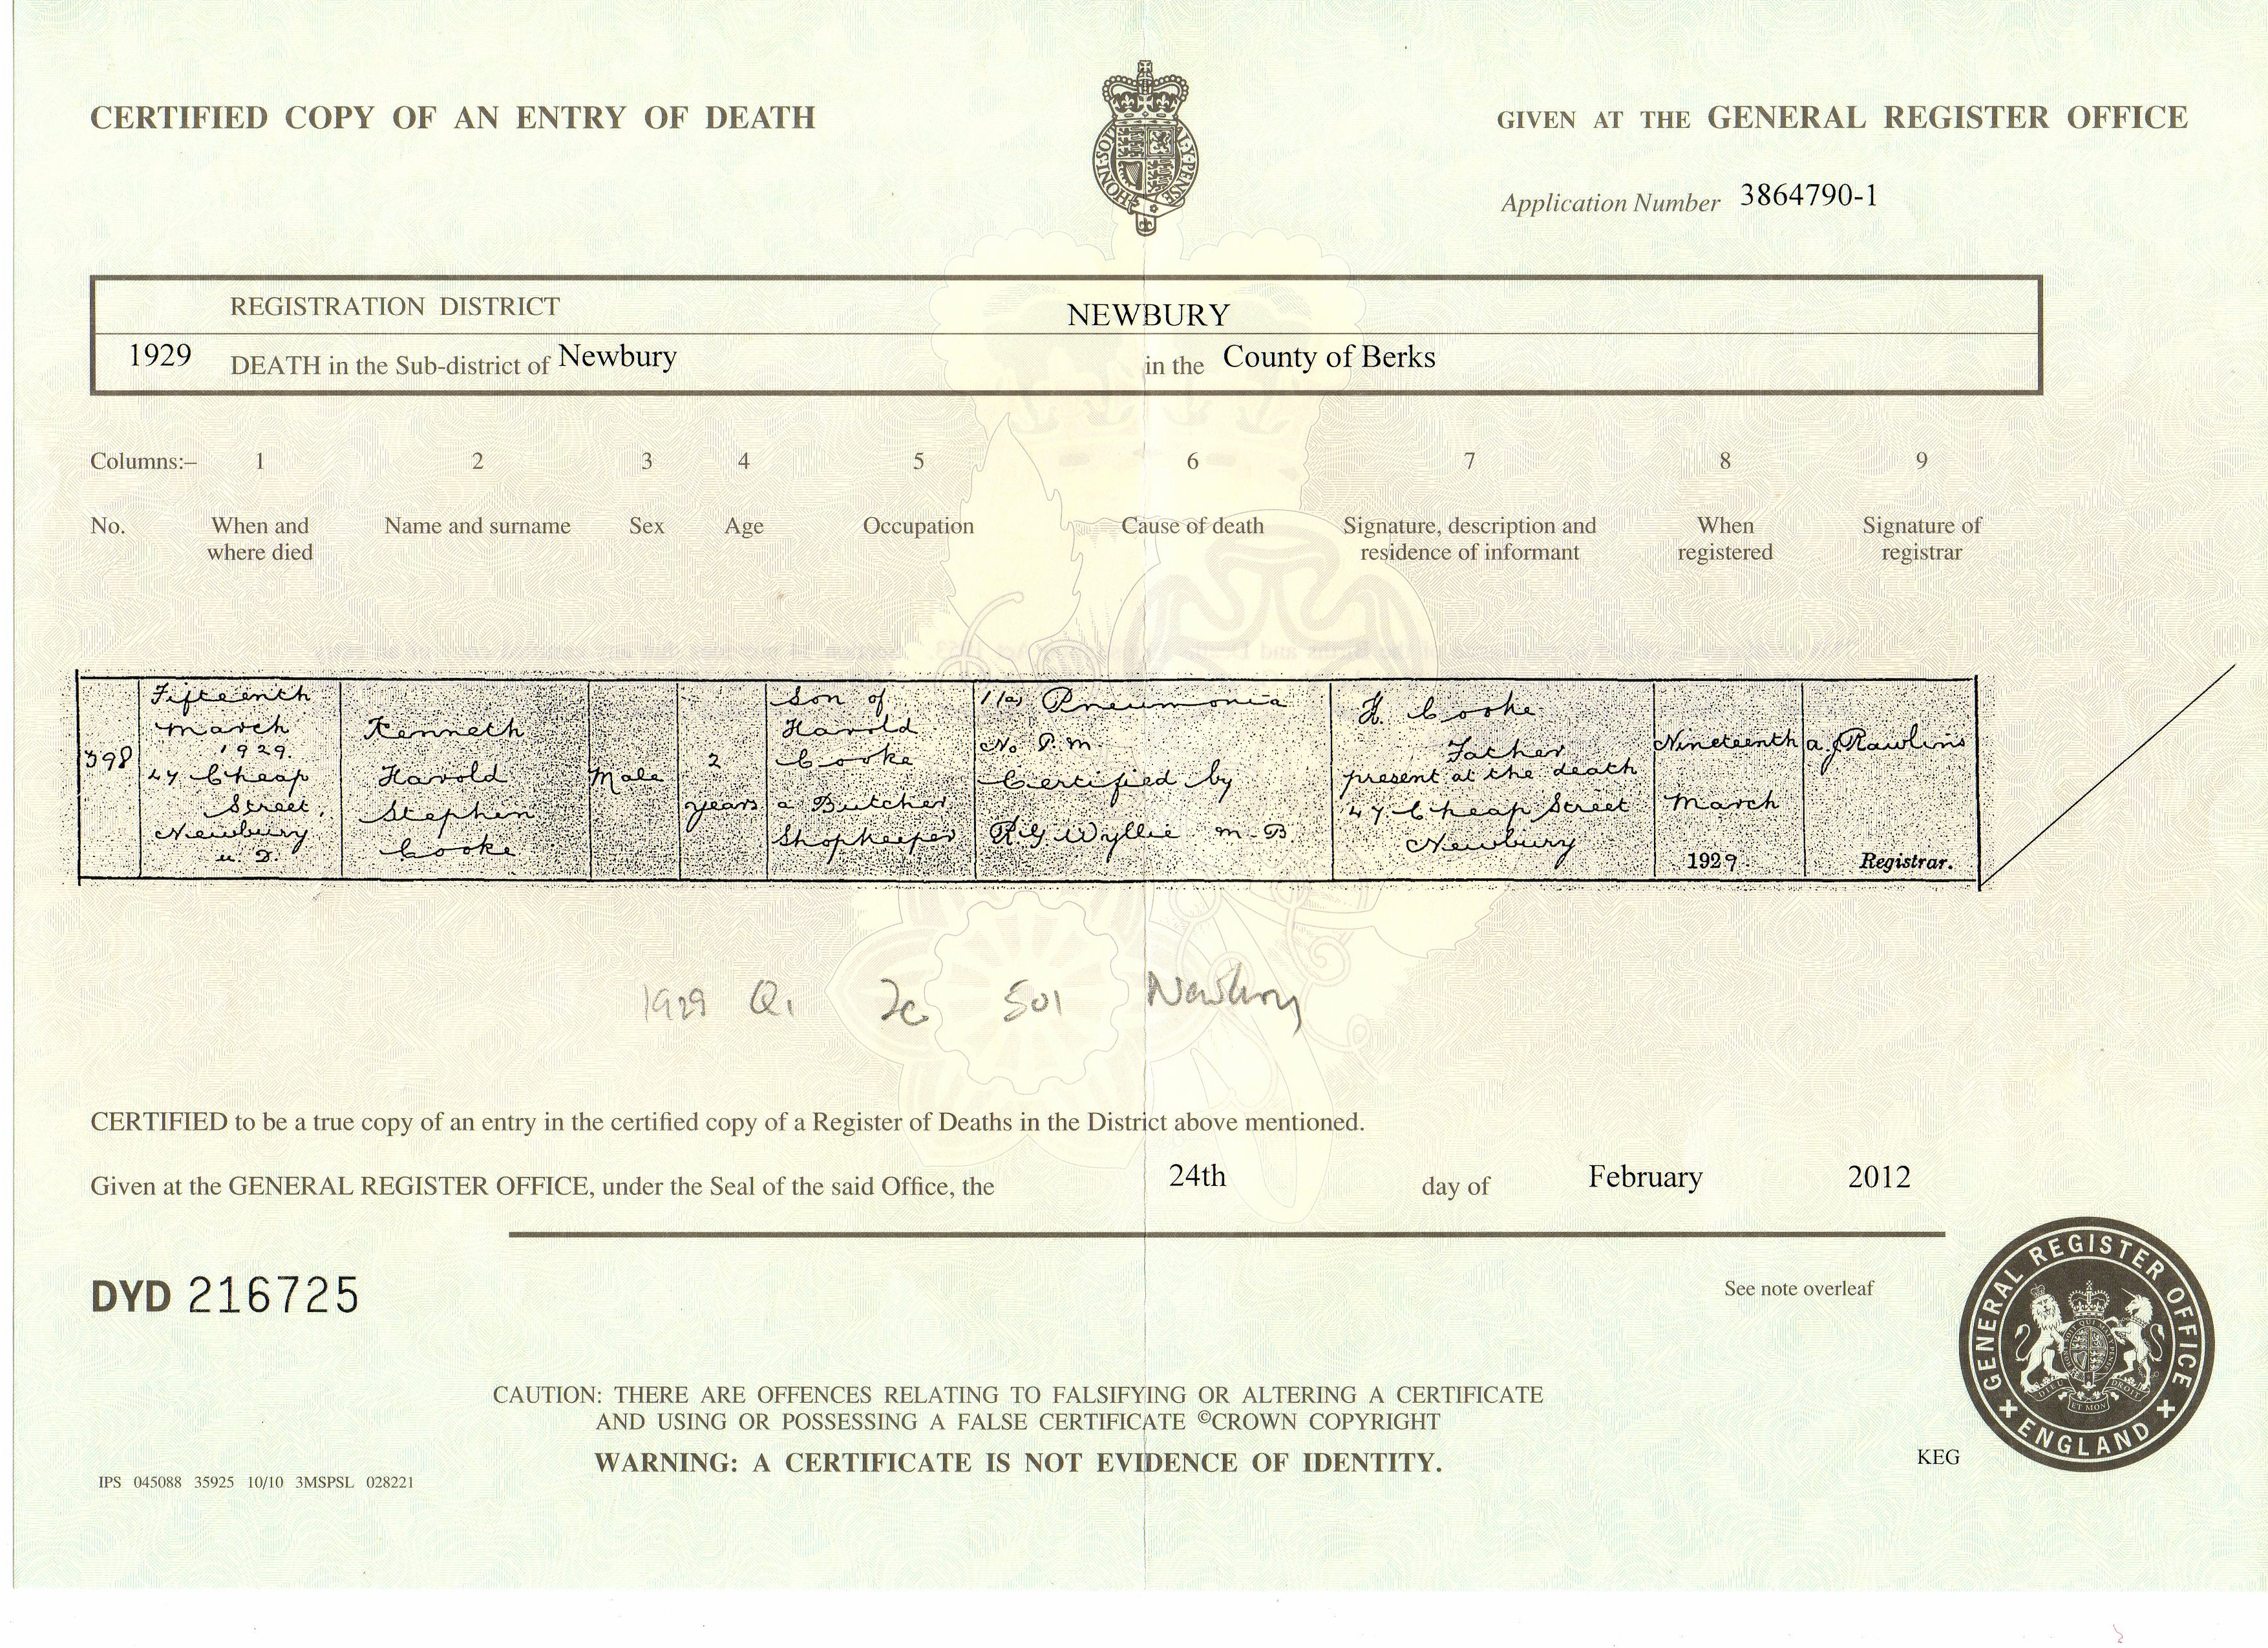 CERTIFIED COPY OF AN ENTRY OF DEATH
GIVEN AT THE GENERAL REGISTER OFFICE
HONI SOIT QUI MAL Y PENSE
Application Number 3864790-1
REGISTRATION DISTRICT NEWBURY
1929 DEATH in the Sub-district of Newbury in the County of Berks
Columns:– 1 2 3 4 5 6 7 8 9
No. When and where died Name and surname Sex Age Occupation Cause of death Signature, description and residence of informant When registered Signature of registrar
398
Fifteenth
March
1929.
47 Cheap
Street,
Newbury
U.D.
Kenneth
Harold
Stephen
Cooke
Male
2
years
Son of
Harold
Cooke
a Butcher
Shopkeeper
1(a) Pneumonia
No P.M.
Certified by
R.G. Wyllie M.B.
H. Cooke
Father
present at the death
47 Cheap Street
Newbury
Nineteenth
March
1929
A.J. Rawlins
Registrar.
1929 Q1 2c 501 Newbury
CERTIFIED to be a true copy of an entry in the certified copy of a Register of Deaths in the District above mentioned.
Given at the GENERAL REGISTER OFFICE, under the Seal of the said Office, the 24th day of February 2012
DYD 216725
See note overleaf
GENERAL REGISTER OFFICE
ENGLAND
DIEU ET MON DROIT
CAUTION: THERE ARE OFFENCES RELATING TO FALSIFYING OR ALTERING A CERTIFICATE
AND USING OR POSSESSING A FALSE CERTIFICATE ©CROWN COPYRIGHT
WARNING: A CERTIFICATE IS NOT EVIDENCE OF IDENTITY.
KEG
IPS 045088 35925 10/10 3MSPSL 028221